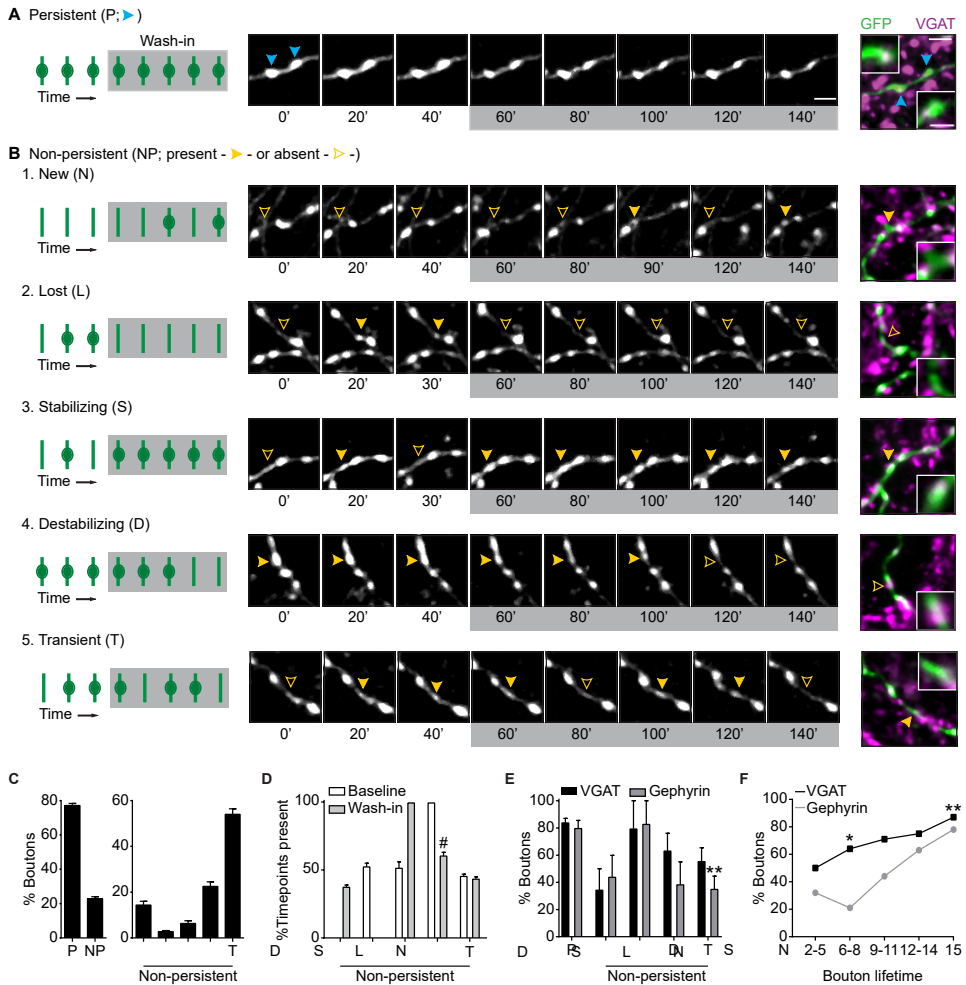 A Persistent (P; )
Wash-in
Time
0' 20' 40' 60' 80' 100' 120' 140'
GFP VGAT
B Non-persistent (NP; present - - or absent - -)
1. New (N)
Time
0' 20' 40' 60' 80' 90' 120' 140'
2. Lost (L)
Time
0' 20' 30' 60' 80' 100' 120' 140'
3. Stabilizing (S)
Time
0' 20' 30' 60' 80' 100' 120' 140'
4. Destabilizing (D)
Time
0' 20' 40' 60' 80' 100' 120' 140'
5. Transient (T)
Time
0' 20' 40' 60' 80' 100' 120' 140'
C
% Boutons
80
60
40
20
0
P NP
60
40
20
0
T
Non-persistent
D
Baseline
Wash-in
%Timepoints present
100
50
0
#
D S L N T
Non-persistent
E
VGAT Gephyrin
% Boutons
100
80
60
40
20
0
**
D P S L D N T S
Non-persistent
F
VGAT
Gephyrin
% Boutons
100
80
60
40
20
0
* **
N 2-5 6-8 9-11 12-14 15
Bouton lifetime